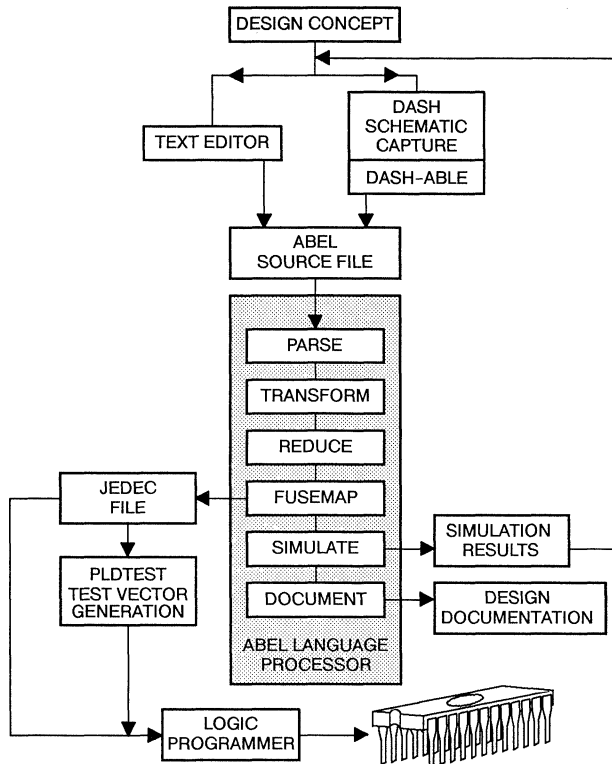 DESIGN CONCEPT
TEXT EDITOR
DASH
SCHEMATIC
CAPTURE
DASH-ABLE
ABEL
SOURCE FILE
PARSE
TRANSFORM
REDUCE
FUSEMAP
SIMULATE
DOCUMENT
ABEL LANGUAGE
PROCESSOR
JEDEC
FILE
PLDTEST
TEST VECTOR
GENERATION
SIMULATION
RESULTS
DESIGN
DOCUMENTATION
LOGIC
PROGRAMMER